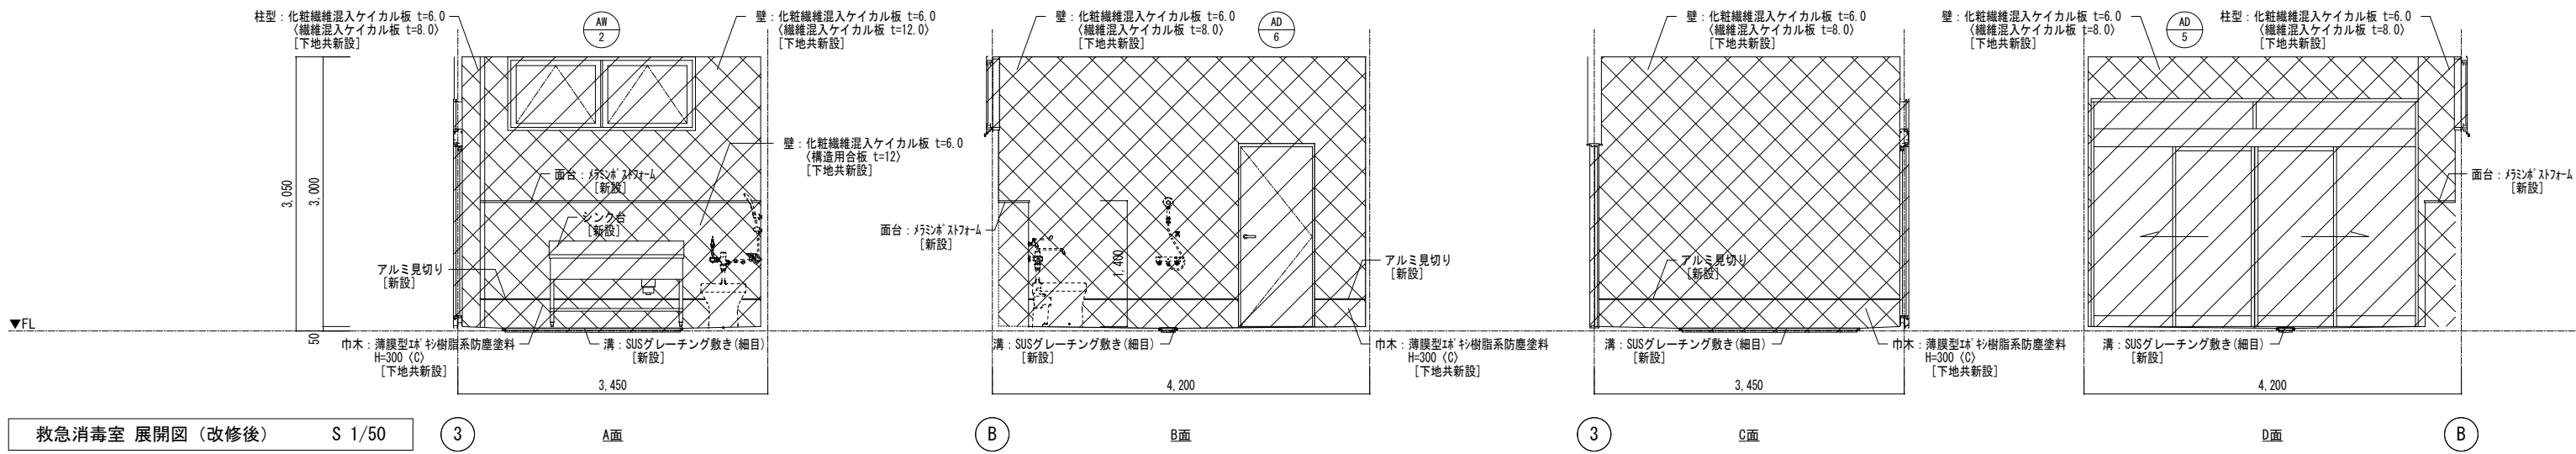 柱型：化粧繊維混入ケイカル板 t=6.0
〈繊維混入ケイカル板 t=8.0〉
[下地共新設]
AW
2
壁：化粧繊維混入ケイカル板 t=6.0
〈繊維混入ケイカル板 t=12.0〉
[下地共新設]
壁：化粧繊維混入ケイカル板 t=6.0
〈構造用合板 t=12〉
[下地共新設]
面台：メラミンポストフォーム
[新設]
シンク台
[新設]
アルミ見切り
[新設]
3,050
3,000
50
▼FL
巾木：薄膜型エポキシ樹脂系防塵塗料
H=300〈C〉
[下地共新設]
溝：SUSグレーチング敷き(細目)
[新設]
3,450
3
A面
壁：化粧繊維混入ケイカル板 t=6.0
〈繊維混入ケイカル板 t=8.0〉
[下地共新設]
AD
6
面台：メラミンポストフォーム
[新設]
1,400
アルミ見切り
[新設]
溝：SUSグレーチング敷き(細目)
[新設]
巾木：薄膜型エポキシ樹脂系防塵塗料
H=300〈C〉
[下地共新設]
4,200
B
B面
壁：化粧繊維混入ケイカル板 t=6.0
〈繊維混入ケイカル板 t=8.0〉
[下地共新設]
アルミ見切り
[新設]
溝：SUSグレーチング敷き(細目)
[新設]
巾木：薄膜型エポキシ樹脂系防塵塗料
H=300〈C〉
[下地共新設]
3,450
3
C面
壁：化粧繊維混入ケイカル板 t=6.0
〈繊維混入ケイカル板 t=8.0〉
[下地共新設]
AD
5
柱型：化粧繊維混入ケイカル板 t=6.0
〈繊維混入ケイカル板 t=8.0〉
[下地共新設]
面台：メラミンポストフォーム
[新設]
溝：SUSグレーチング敷き(細目)
[新設]
4,200
D面
B
救急消毒室 展開図（改修後） S 1/50